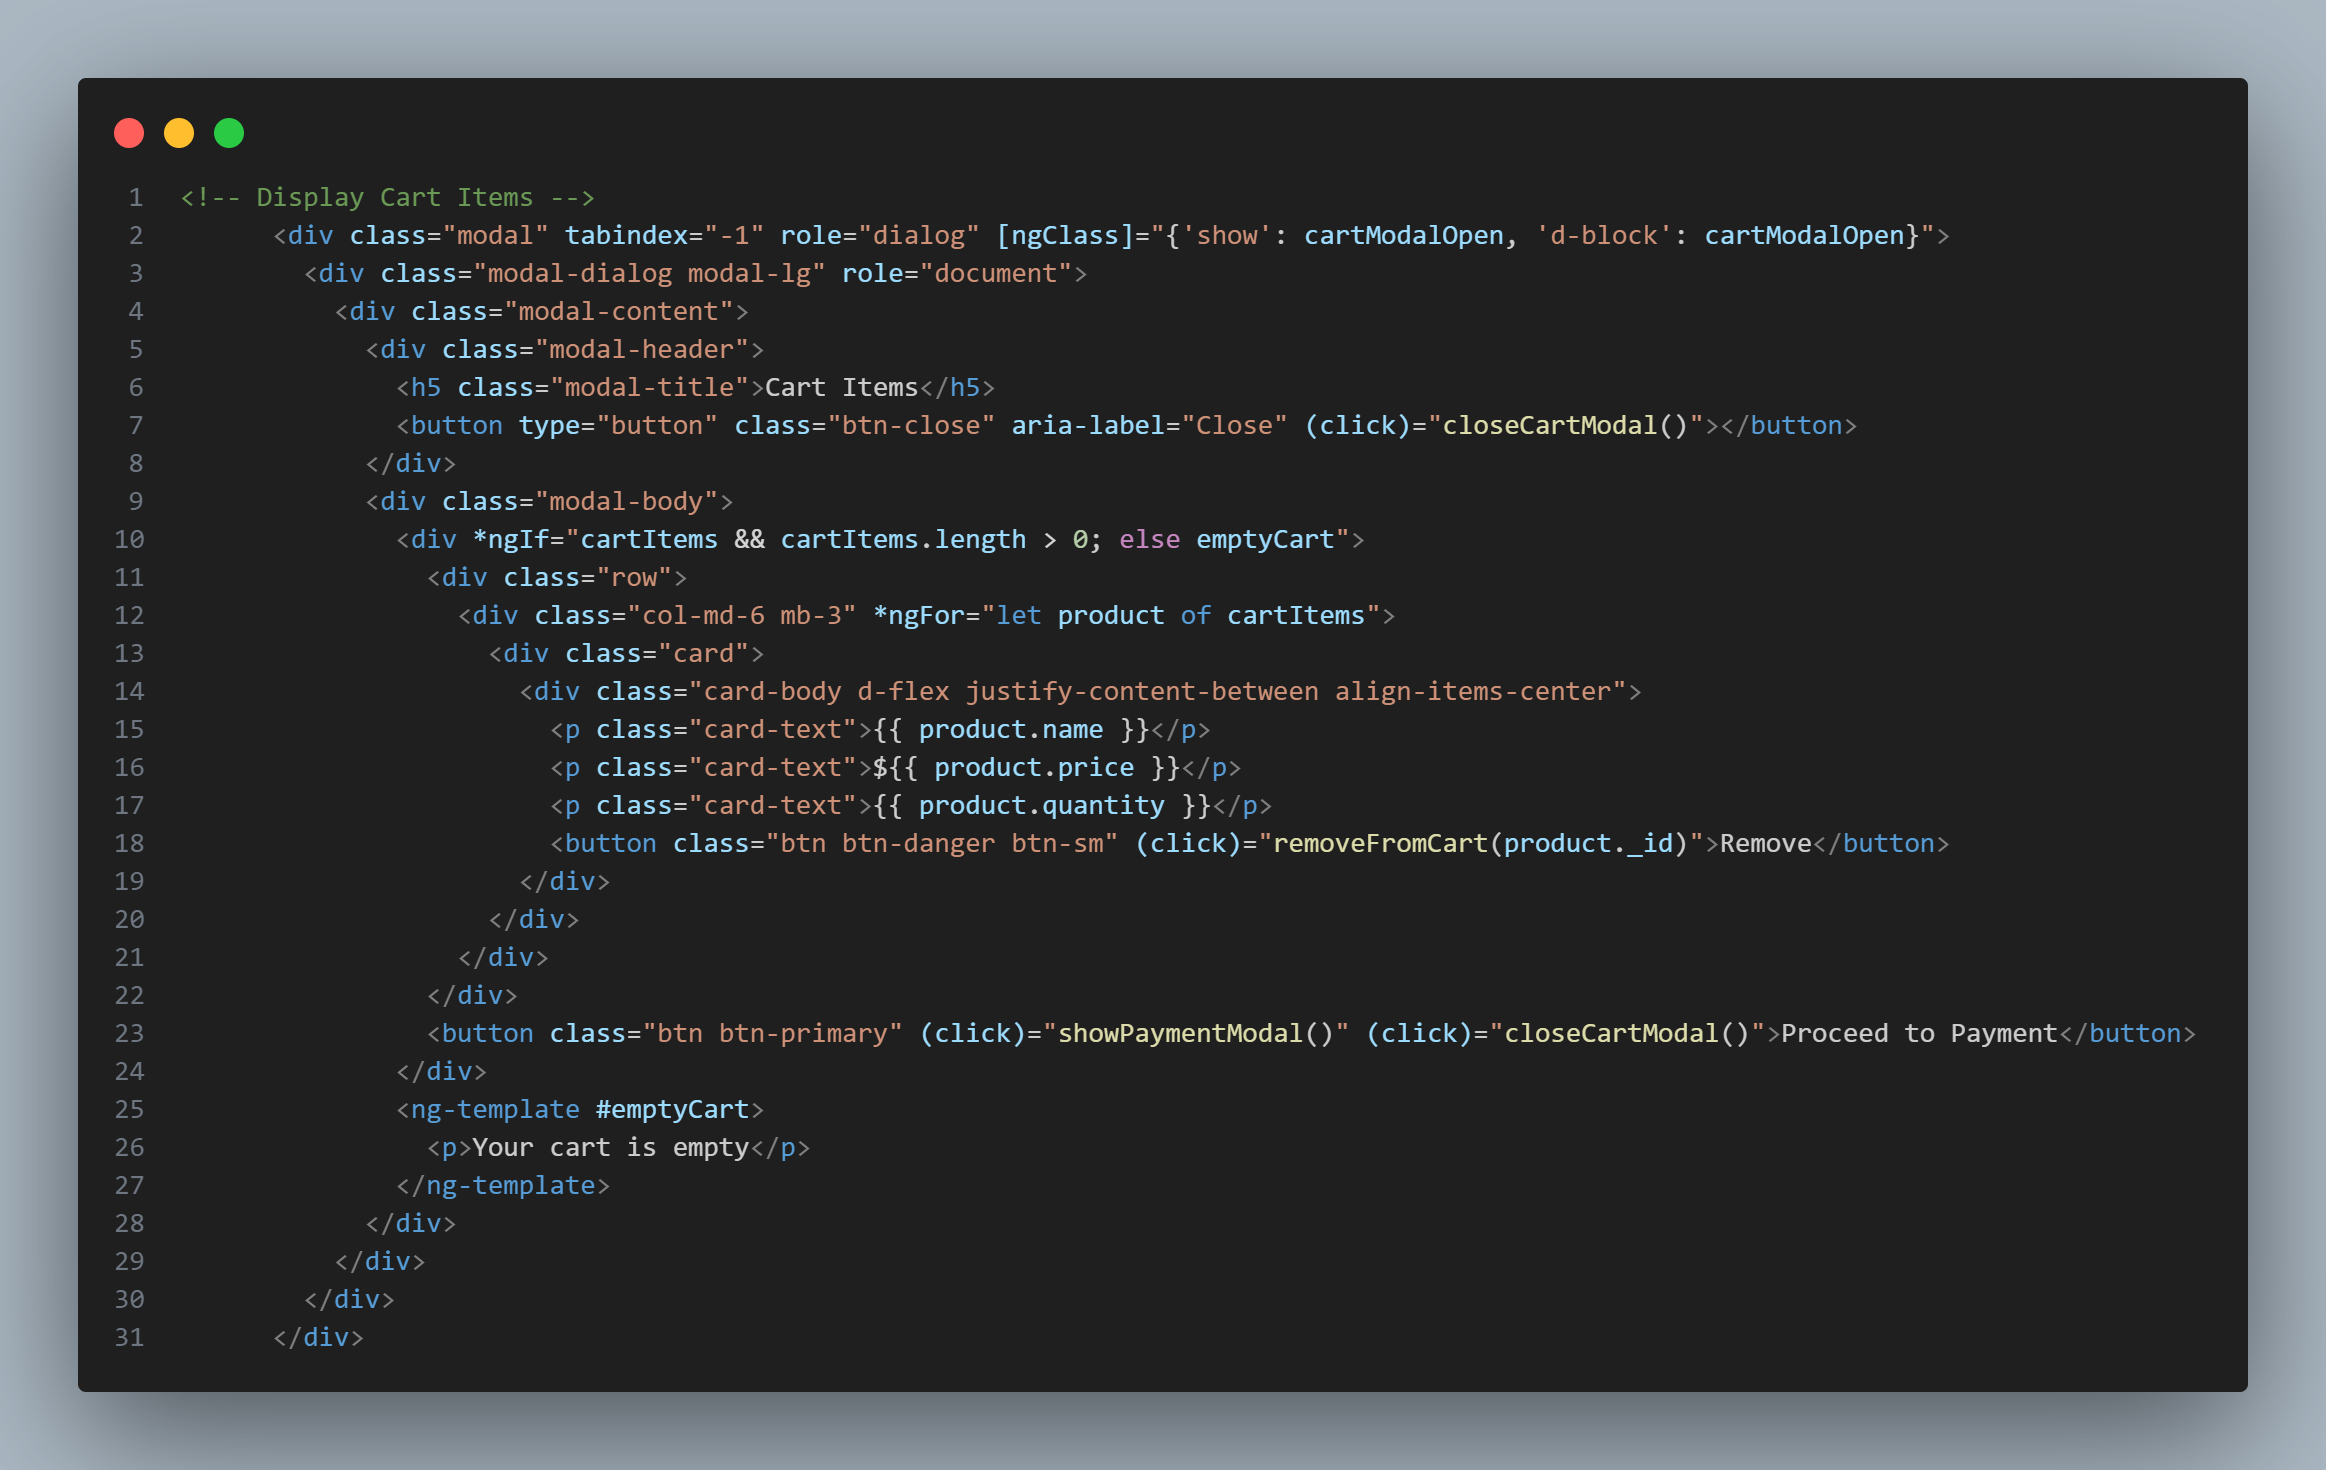 1 <!-- Display Cart Items -->
2       <div class="modal" tabindex="-1" role="dialog" [ngClass]="{'show': cartModalOpen, 'd-block': cartModalOpen}">
3         <div class="modal-dialog modal-lg" role="document">
4           <div class="modal-content">
5             <div class="modal-header">
6               <h5 class="modal-title">Cart Items</h5>
7               <button type="button" class="btn-close" aria-label="Close" (click)="closeCartModal()"></button>
8             </div>
9             <div class="modal-body">
10               <div *ngIf="cartItems && cartItems.length > 0; else emptyCart">
11                 <div class="row">
12                   <div class="col-md-6 mb-3" *ngFor="let product of cartItems">
13                     <div class="card">
14                       <div class="card-body d-flex justify-content-between align-items-center">
15                         <p class="card-text">{{ product.name }}</p>
16                         <p class="card-text">${{ product.price }}</p>
17                         <p class="card-text">{{ product.quantity }}</p>
18                         <button class="btn btn-danger btn-sm" (click)="removeFromCart(product._id)">Remove</button>
19                       </div>
20                     </div>
21                   </div>
22                 </div>
23                 <button class="btn btn-primary" (click)="showPaymentModal()" (click)="closeCartModal()">Proceed to Payment</button>
24               </div>
25               <ng-template #emptyCart>
26                 <p>Your cart is empty</p>
27               </ng-template>
28             </div>
29           </div>
30         </div>
31       </div>